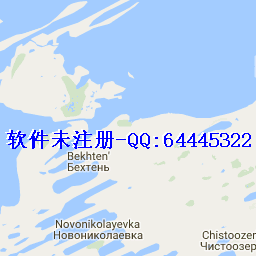 软件未注册-QQ:64445322
Bekhten'
Бехтень
Novonikolayevka
Новониколаевка
Chistoozer
Чистоозер